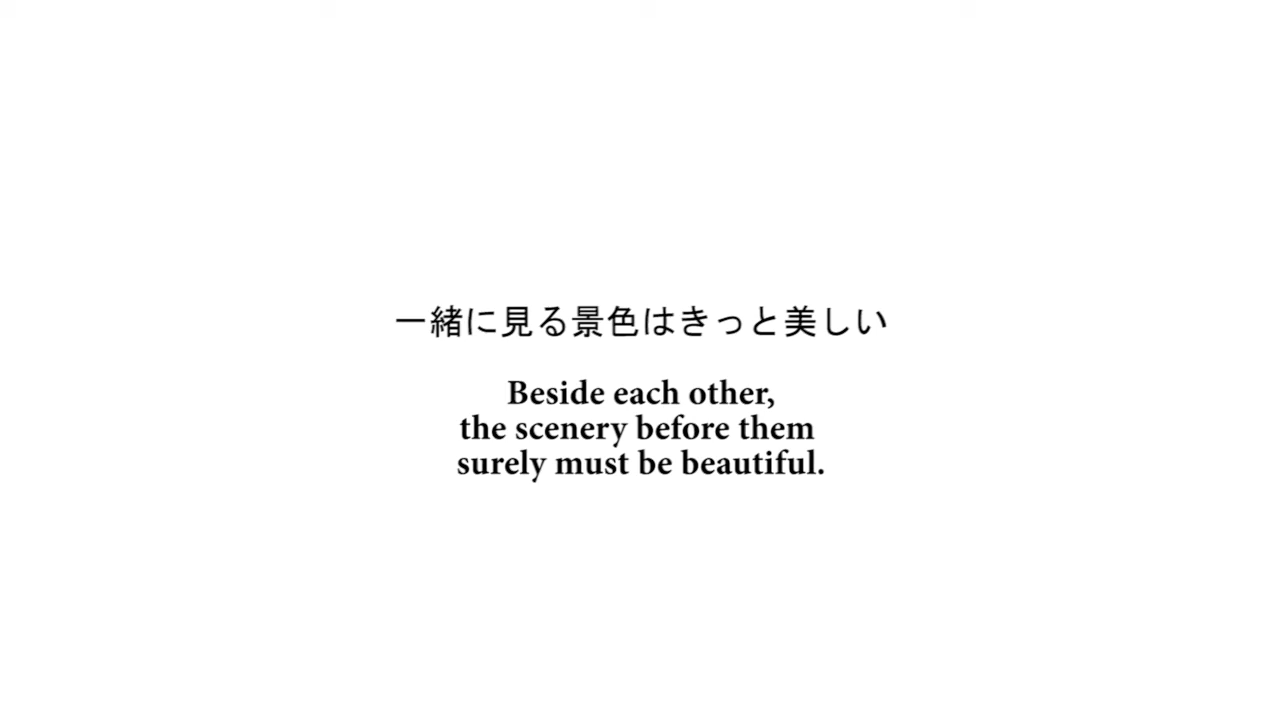 一緒に見る景色はきっと美しい
Beside each other,
the scenery before them
surely must be beautiful.